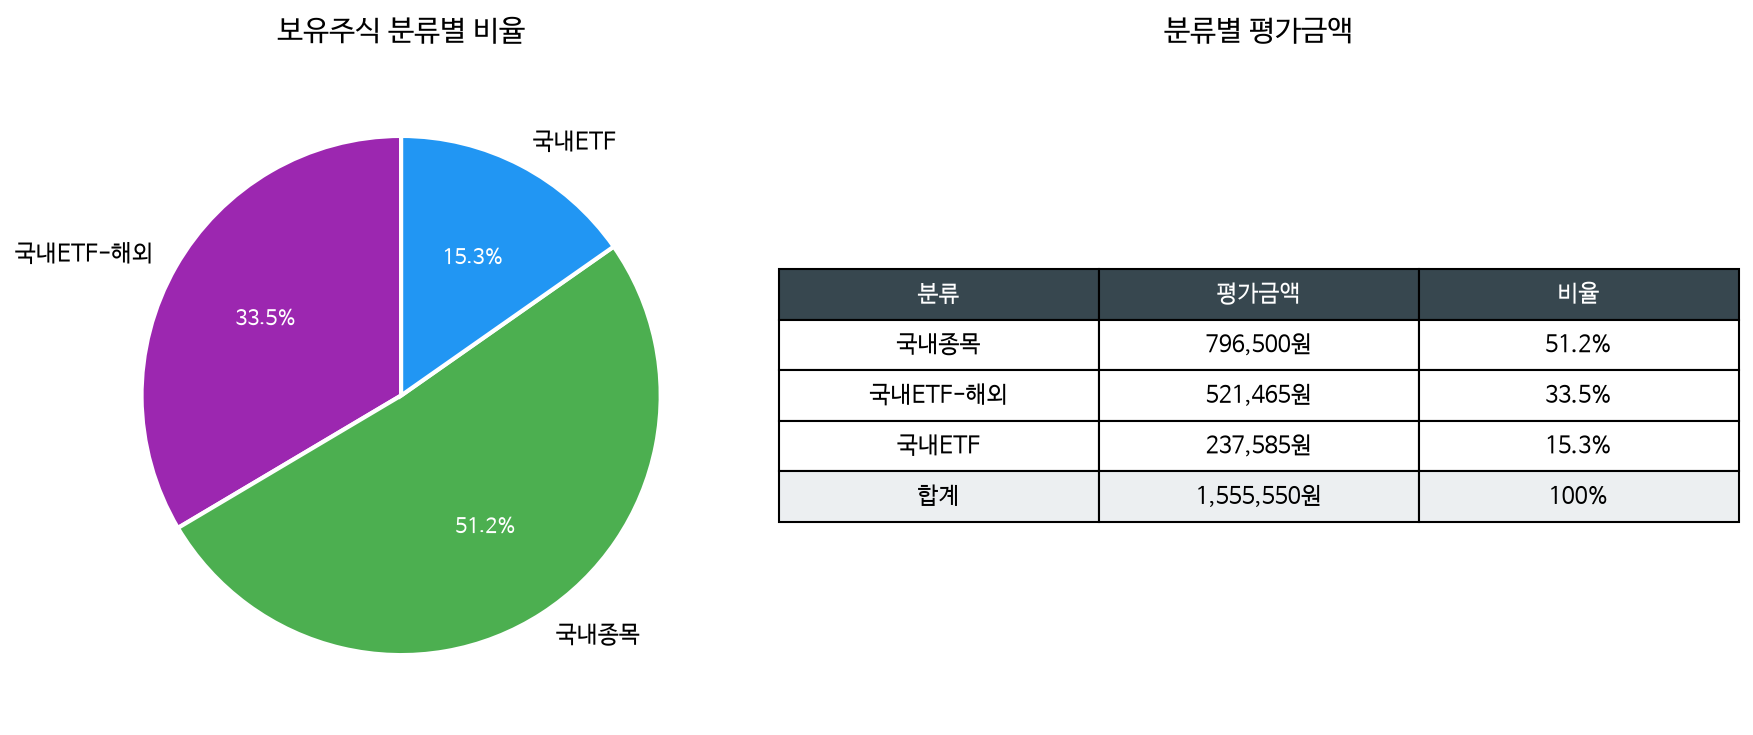 보유주식 분류별 비율
국내ETF
국내ETF-해외
15.3%
33.5%
51.2%
국내종목
분류별 평가금액
분류 평가금액 비율
국내종목 796,500원 51.2%
국내ETF-해외 521,465원 33.5%
국내ETF 237,585원 15.3%
합계 1,555,550원 100%